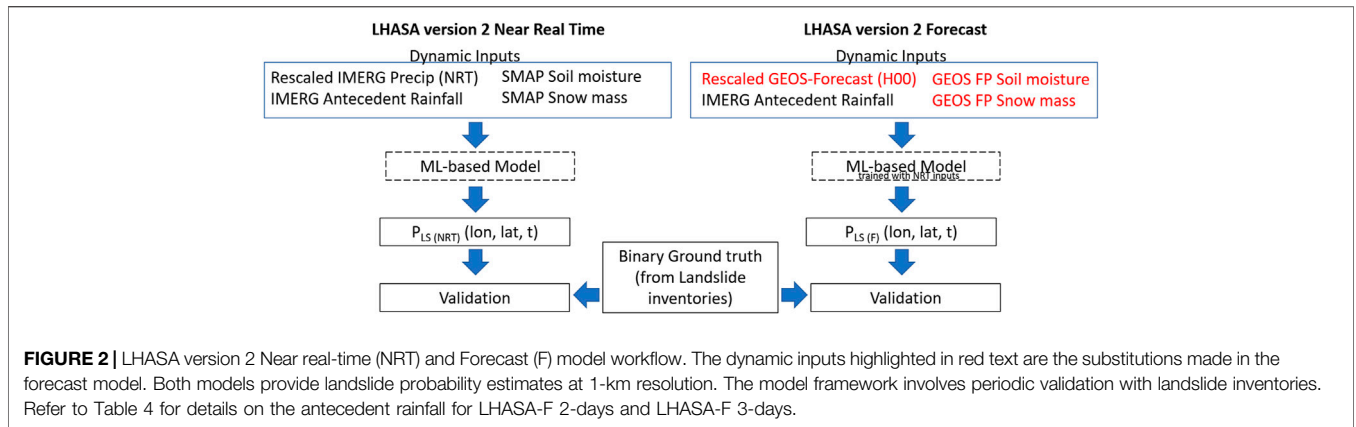 LHASA version 2 Near Real Time
Dynamic Inputs
Rescaled IMERG Precip (NRT) SMAP Soil moisture
IMERG Antecedent Rainfall SMAP Snow mass
ML-based Model
P LS (NRT) (lon, lat, t)
Validation
LHASA version 2 Forecast
Dynamic Inputs
Rescaled GEOS-Forecast (H00) GEOS FP Soil moisture
IMERG Antecedent Rainfall GEOS FP Snow mass
ML-based Model
trained with NRT inputs
P LS (F) (lon, lat, t)
Validation
Binary Ground truth
(from Landslide
inventories)
FIGURE 2 | LHASA version 2 Near real-time (NRT) and Forecast (F) model workflow. The dynamic inputs highlighted in red text are the substitutions made in the
forecast model. Both models provide landslide probability estimates at 1-km resolution. The model framework involves periodic validation with landslide inventories.
Refer to Table 4 for details on the antecedent rainfall for LHASA-F 2-days and LHASA-F 3-days.